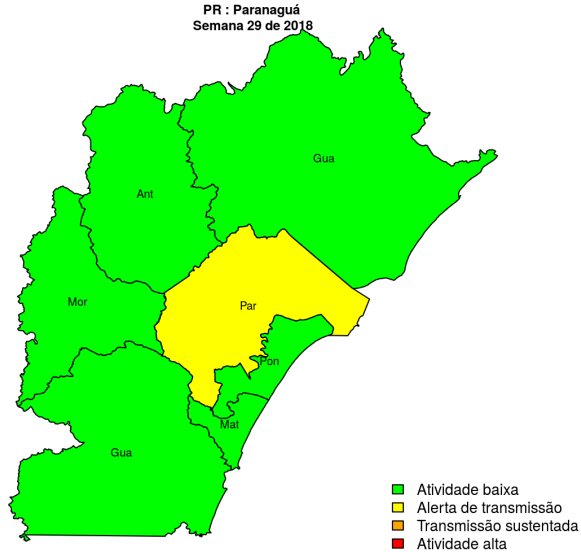 PR : Paranaguá
Semana 29 de 2018
Gua
Ant
Mor
Par
Pon
Mat
Gua
Atividade baixa
Alerta de transmissão
Transmissão sustentada
Atividade alta